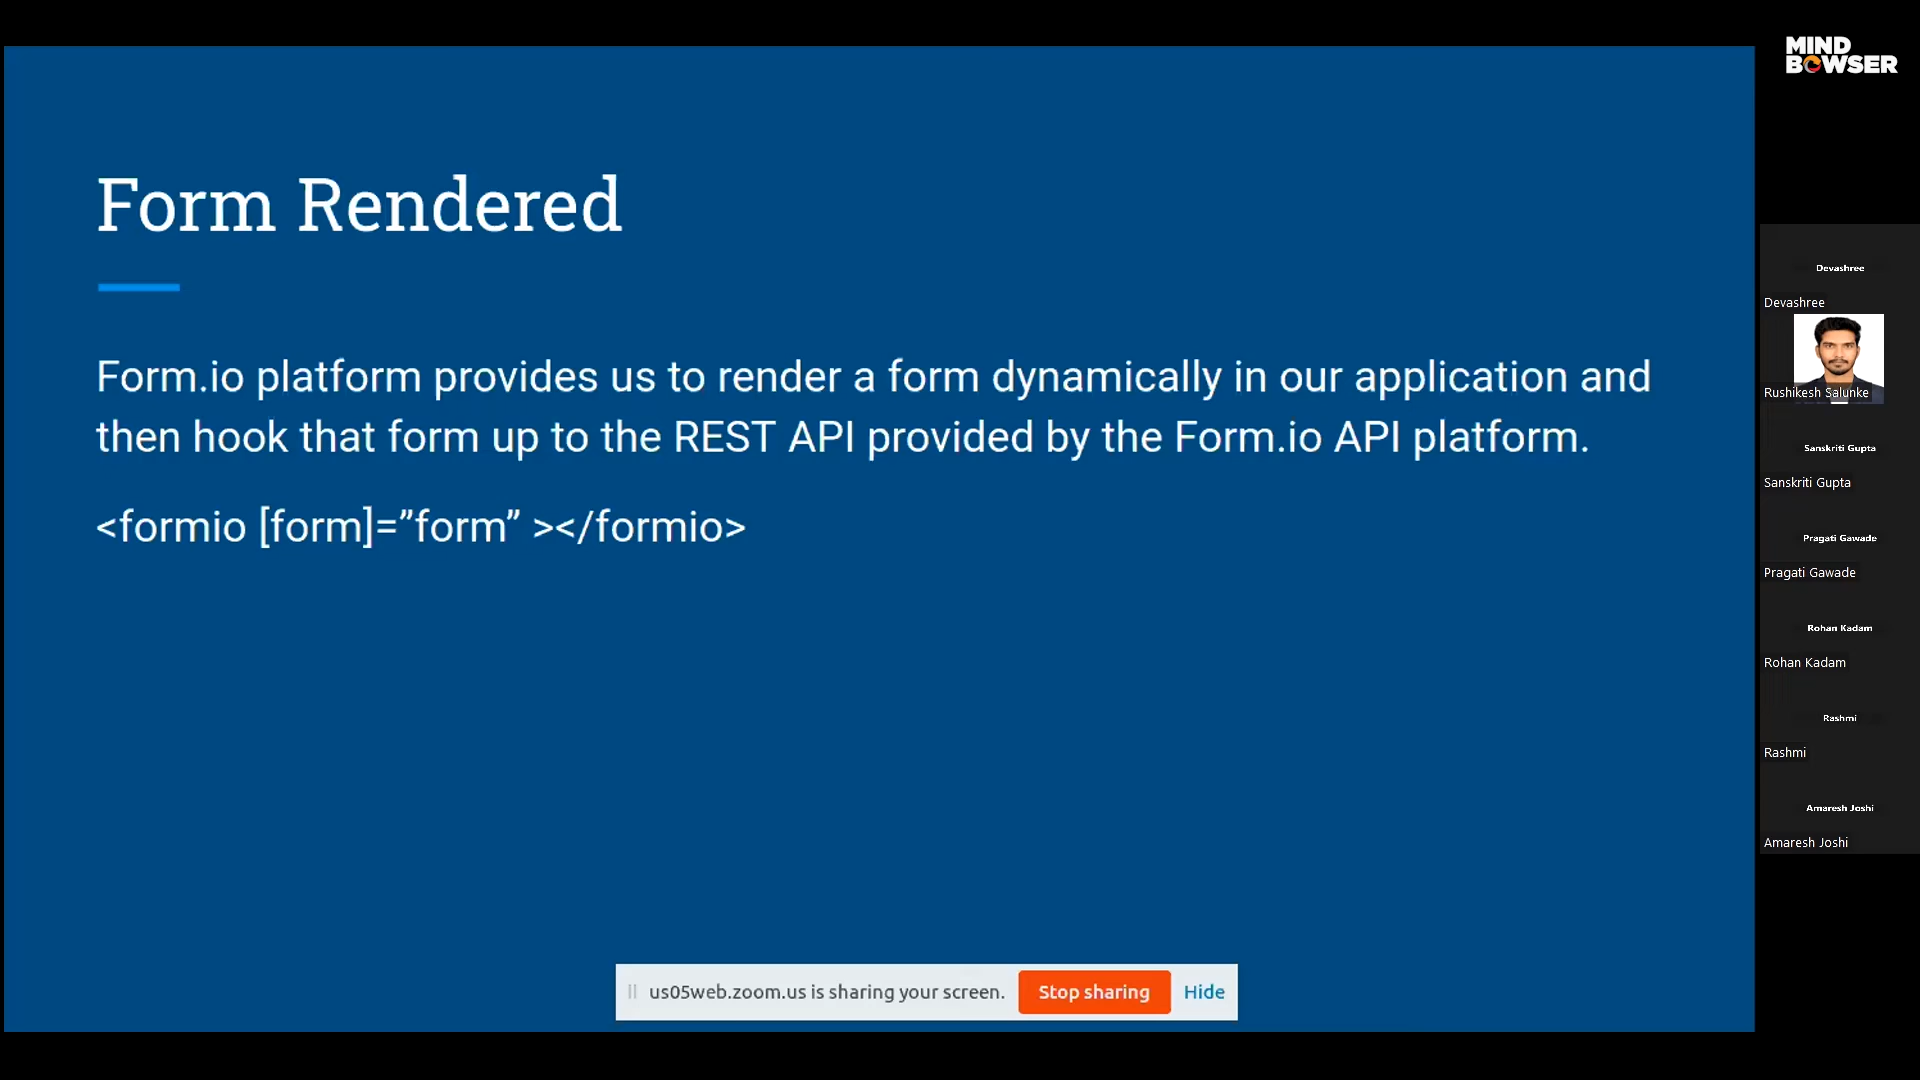 MIND
BOWSER
Form Rendered
Form.io platform provides us to render a form dynamically in our application and
then hook that form up to the REST API provided by the Form.io API platform.
<formio [form]=”form” ></formio>
us05web.zoom.us is sharing your screen. Stop sharing Hide
Devashree
Devashree
Rushikesh Salunke
Sanskriti Gupta
Sanskriti Gupta
Pragati Gawade
Pragati Gawade
Rohan Kadam
Rohan Kadam
Rashmi
Rashmi
Amaresh Joshi
Amaresh Joshi